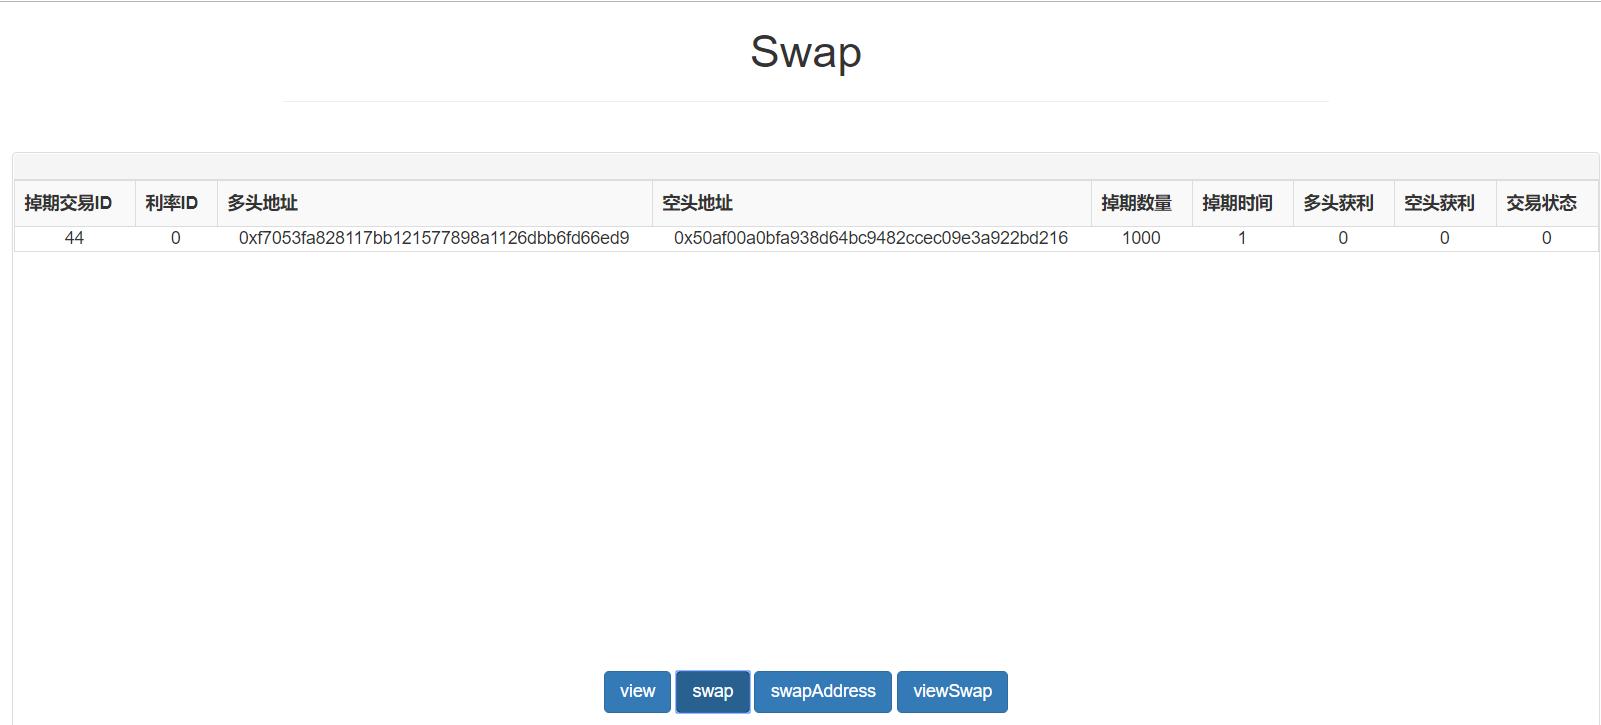 Swap
掉期交易ID 利率ID 多头地址 空头地址 掉期数量 掉期时间 多头获利 空头获利 交易状态
44 0 0xf7053fa828117bb121577898a1126dbb6fd66ed9 0x50af00a0bfa938d64bc9482ccec09e3a922bd216 1000 1 0 0 0
view swap swapAddress viewSwap